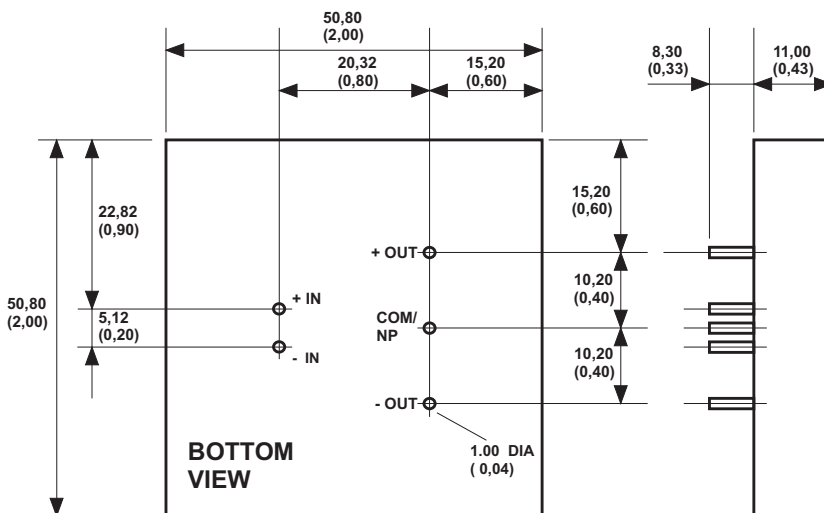 50,80
(2,00)
20,32
(0,80)
15,20
(0,60)
8,30
(0,33)
11,00
(0,43)
22,82
(0,90)
15,20
(0,60)
+ OUT
50,80
(2,00)
+ IN
5,12
(0,20)
- IN
COM/
NP
10,20
(0,40)
10,20
(0,40)
- OUT
BOTTOM
VIEW
1.00 DIA
( 0,04)